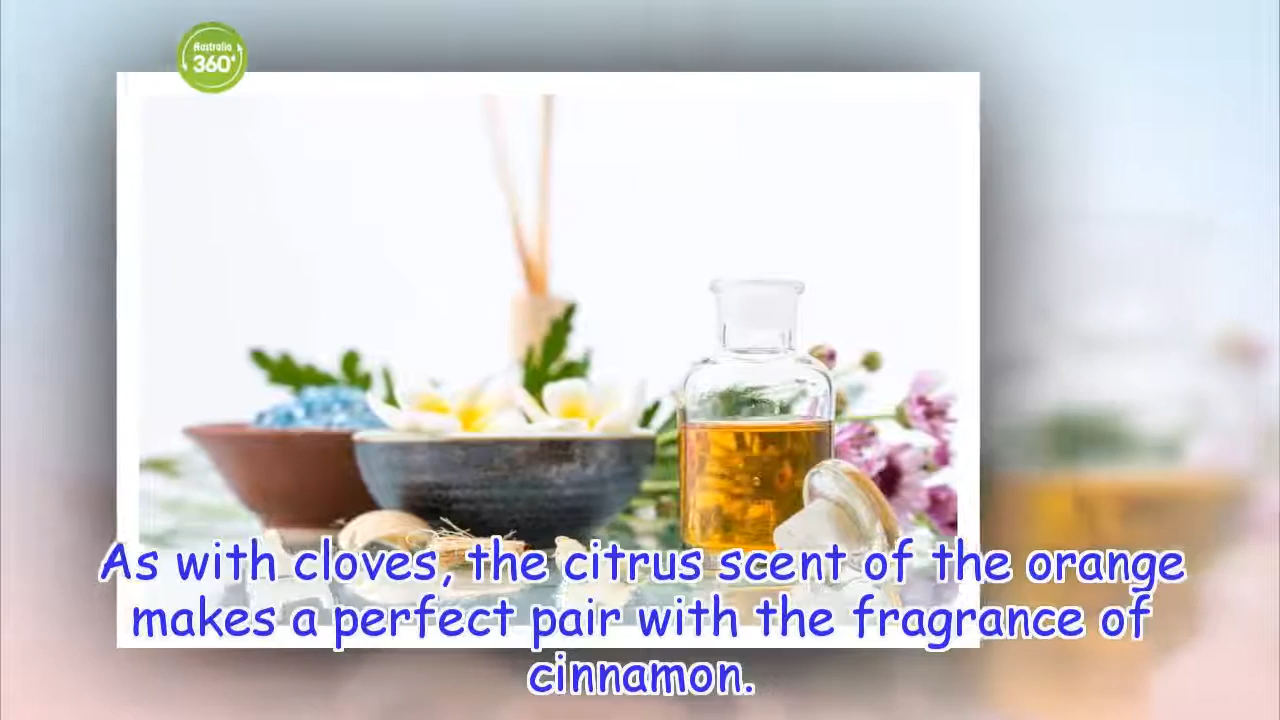 Australia
360°
As with cloves, the citrus scent of the orange
makes a perfect pair with the fragrance of
cinnamon.